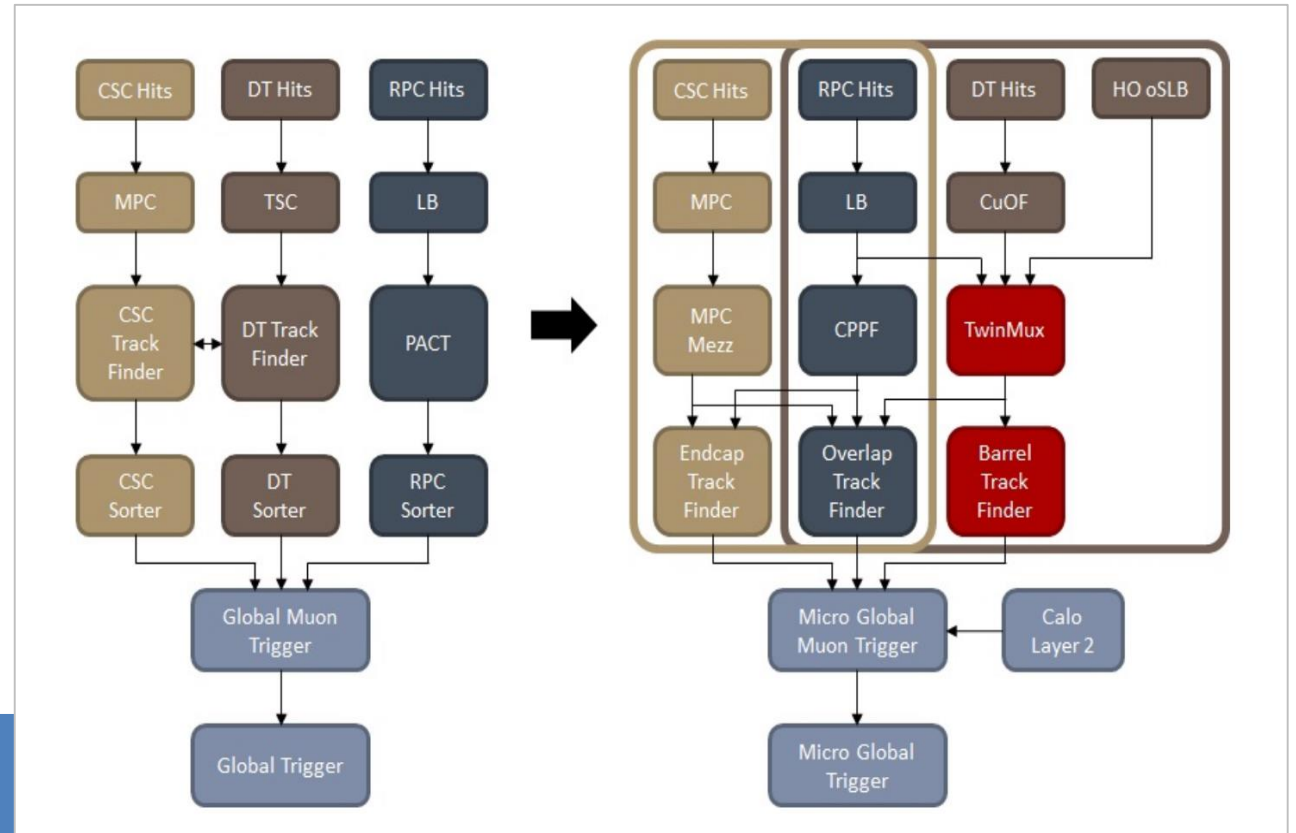 CSC Hits
DT Hits
RPC Hits
MPC
TSC
LB
CSC
Track
Finder
DT Track
Finder
PACT
CSC
Sorter
DT
Sorter
RPC
Sorter
Global Muon
Trigger
Global Trigger
CSC Hits
RPC Hits
DT Hits
HO oSLB
MPC
LB
CuOF
MPC
Mezz
CPPF
TwinMux
Endcap
Track
Finder
Overlap
Track
Finder
Barrel
Track
Finder
Micro Global
Muon Trigger
Calo
Layer 2
Micro Global
Trigger